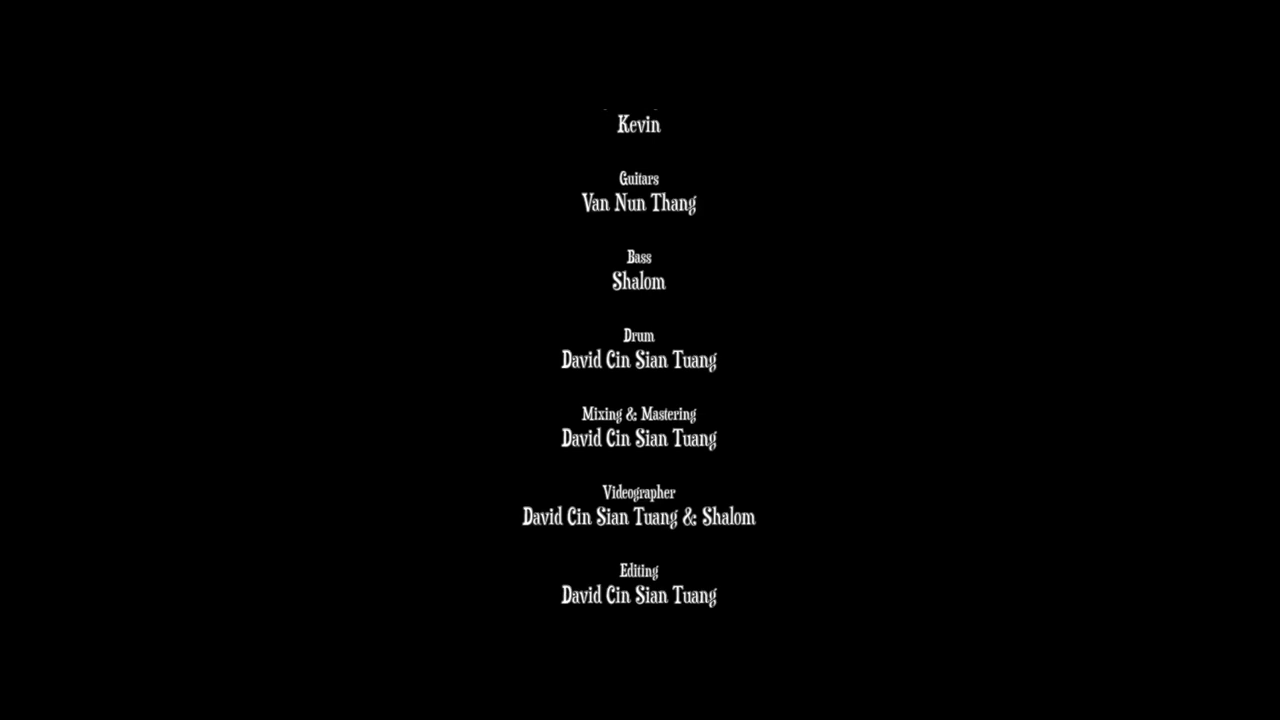 Kevin
Guitars
Van Nun Thang
Bass
Shalom
Drum
David Cin Sian Tuang
Mixing & Mastering
David Cin Sian Tuang
Videographer
David Cin Sian Tuang & Shalom
Editing
David Cin Sian Tuang